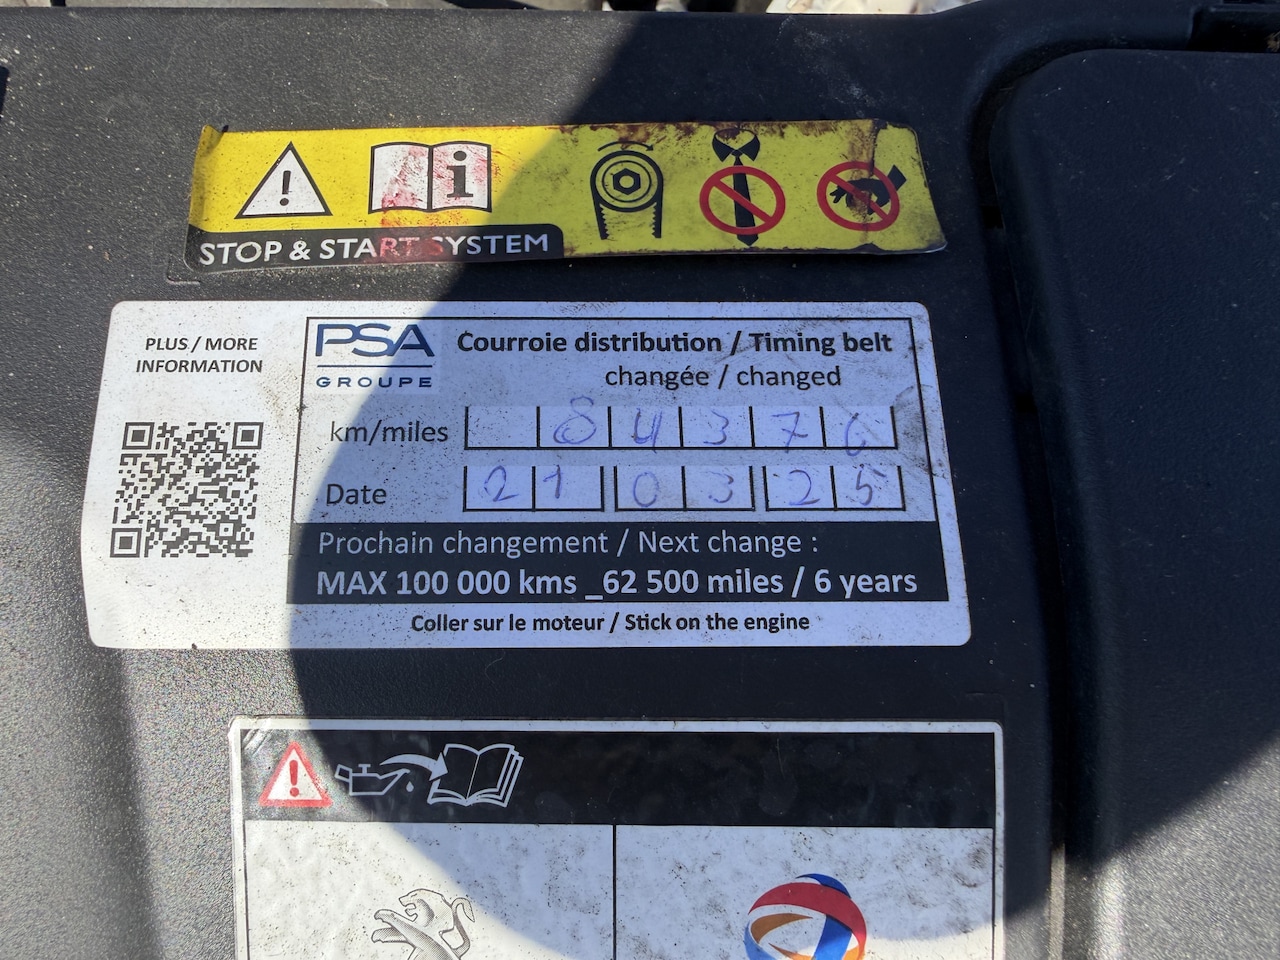 STOP & START SYSTEM
PLUS / MORE
INFORMATION
PSA
GROUPE
Courroie distribution / Timing belt
changée / changed
km/miles 84376
Date 21 03 25
Prochain changement / Next change :
MAX 100 000 kms _62 500 miles / 6 years
Coller sur le moteur / Stick on the engine